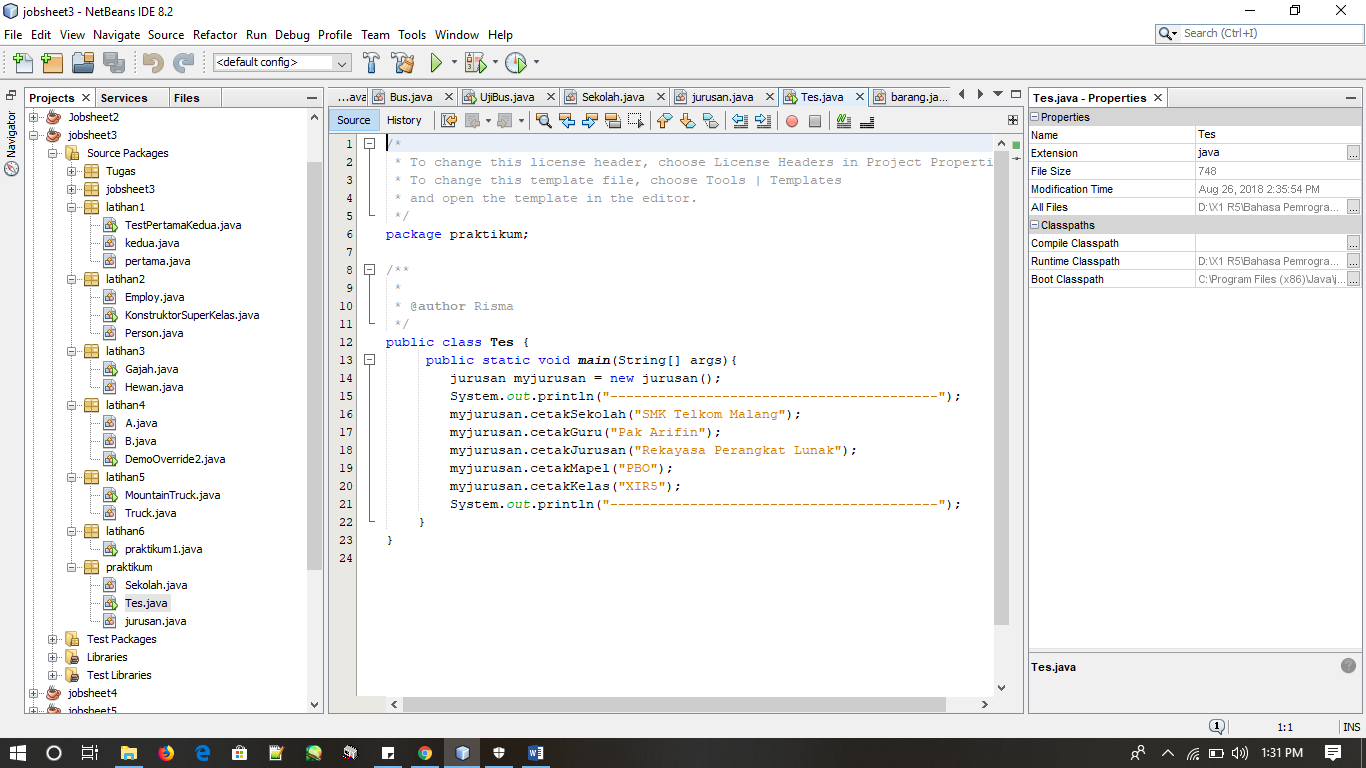 jobsheet3 - NetBeans IDE 8.2
File Edit View Navigate Source Refactor Run Debug Profile Team Tools Window Help
Search (Ctrl+I)
<default config>
Projects Services Files
Navigator
Jobsheet2
jobsheet3
Source Packages
Tugas
jobsheet3
latihan1
TestPertamaKedua.java
kedua.java
pertama.java
latihan2
Employ.java
KonstruktorSuperKelas.java
Person.java
latihan3
Gajah.java
Hewan.java
latihan4
A.java
B.java
DemoOverride2.java
latihan5
MountainTruck.java
Truck.java
latihan6
praktikum1.java
praktikum
Sekolah.java
Tes.java
jurusan.java
Test Packages
Libraries
Test Libraries
jobsheet4
jobsheet5
...ava Bus.java UjiBus.java Sekolah.java jurusan.java Tes.java barang.ja...
Source History
1 /*
2 * To change this license header, choose License Headers in Project Properti
3 * To change this template file, choose Tools | Templates
4 * and open the template in the editor.
5 */
6 package praktikum;
7
8 /**
9 *
10 * @author Risma
11 */
12 public class Tes {
13 public static void main(String[] args){
14 jurusan myjurusan = new jurusan();
15 System.out.println("-----------------------------------------");
16 myjurusan.cetakSekolah("SMK Telkom Malang");
17 myjurusan.cetakGuru("Pak Arifin");
18 myjurusan.cetakJurusan("Rekayasa Perangkat Lunak");
19 myjurusan.cetakMapel("PBO");
20 myjurusan.cetakKelas("XIR5");
21 System.out.println("-----------------------------------------");
22 }
23 }
24
Tes.java - Properties
Properties
Name Tes
Extension java ...
File Size 748
Modification Time Aug 26, 2018 2:35:54 PM
All Files D:\X1 R5\Bahasa Pemrogra... ...
Classpaths
Compile Classpath ...
Runtime Classpath D:\X1 R5\Bahasa Pemrogra... ...
Boot Classpath C:\Program Files (x86)\Java\j... ...
Tes.java
1 1:1 INS
1:31 PM